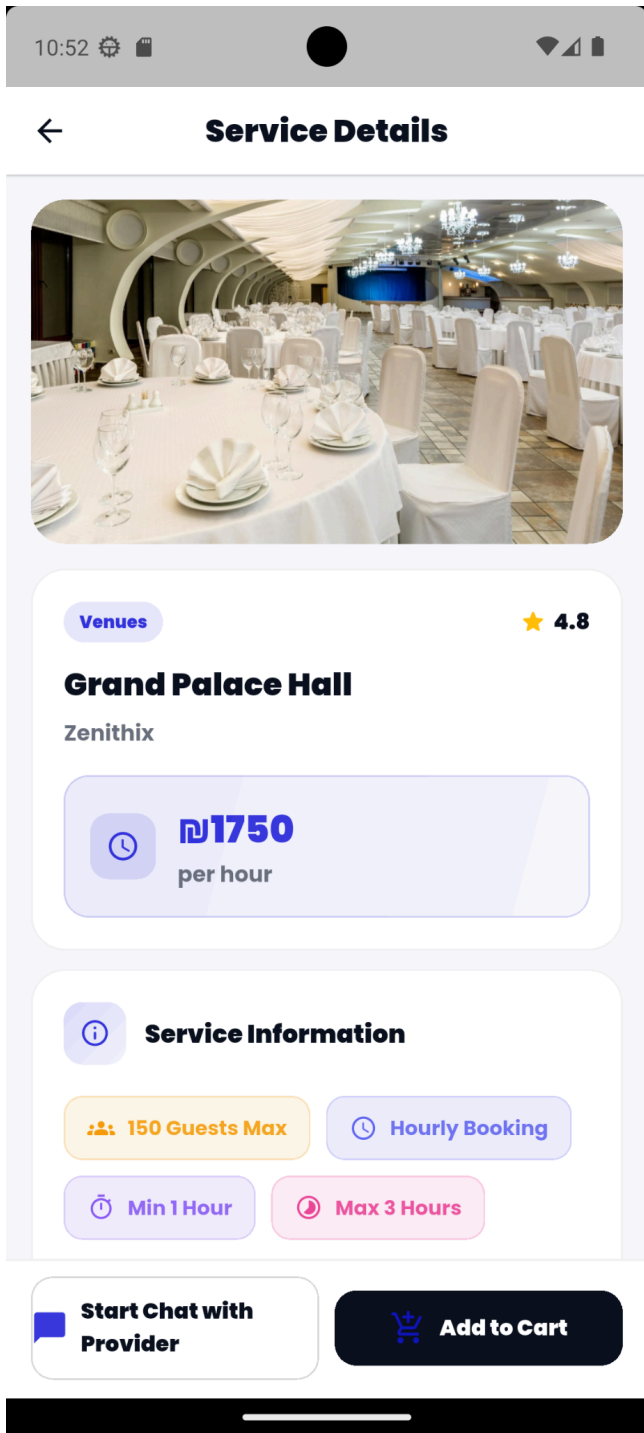 10:52
Service Details
Venues
4.8
Grand Palace Hall
Zenithix
₪1750
per hour
Service Information
150 Guests Max
Hourly Booking
Min 1 Hour
Max 3 Hours
Start Chat with
Provider
Add to Cart